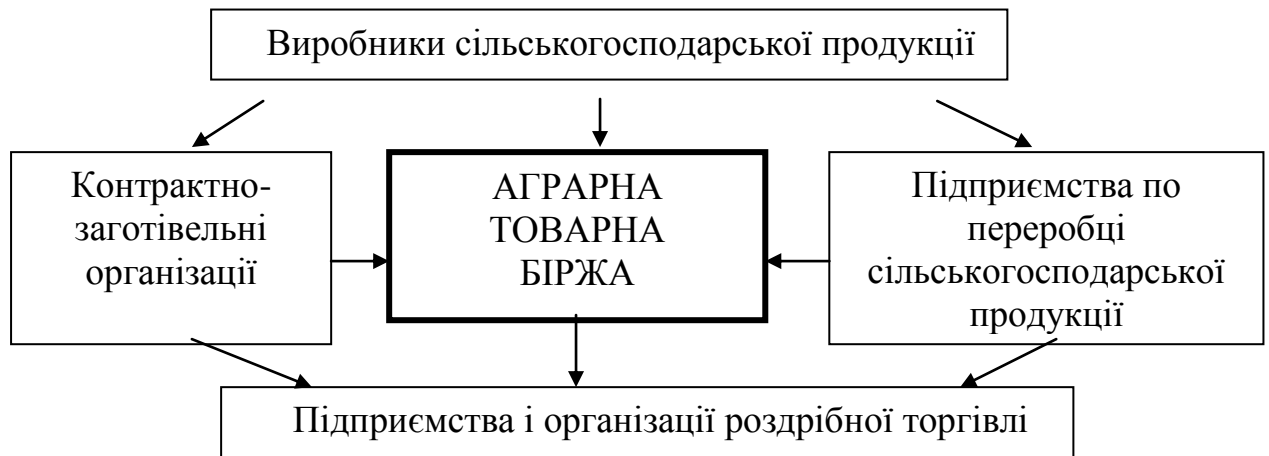 Виробники сільськогосподарської продукції
Контрактно-
заготівельні
організації
АГРАРНА
ТОВАРНА
БІРЖА
Підприємства по
переробці
сільськогосподарської
продукції
Підприємства і організації роздрібної торгівлі